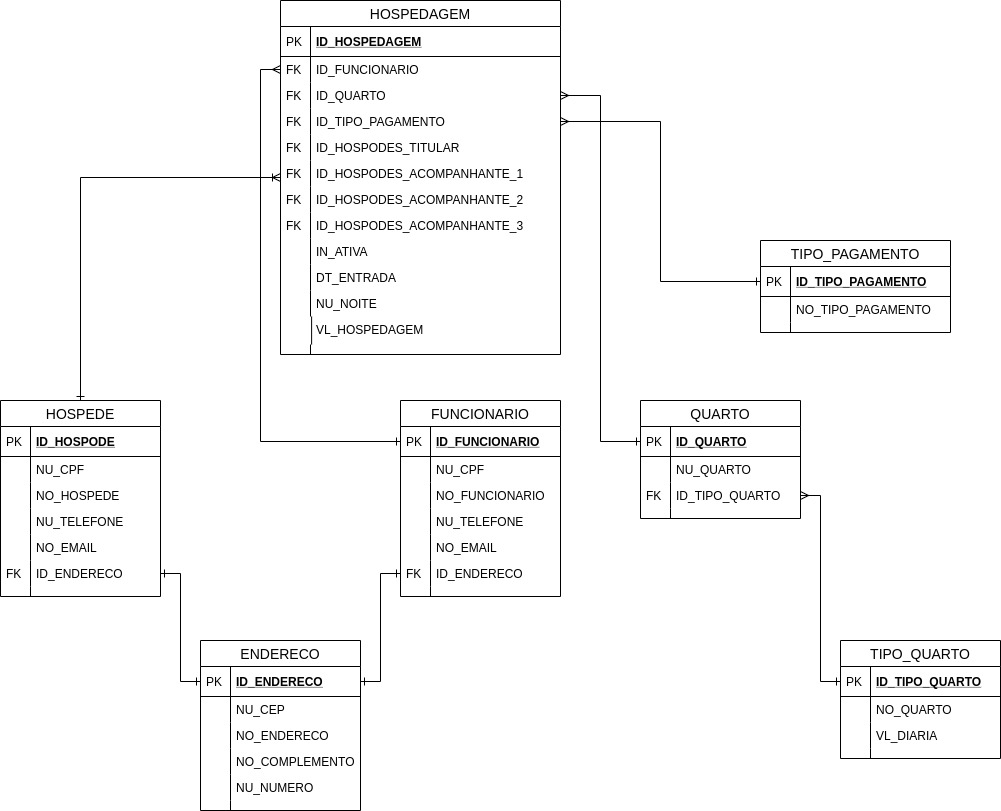 HOSPEDAGEM
PK ID_HOSPEDAGEM
FK ID_FUNCIONARIO
FK ID_QUARTO
FK ID_TIPO_PAGAMENTO
FK ID_HOSPODES_TITULAR
FK ID_HOSPODES_ACOMPANHANTE_1
FK ID_HOSPODES_ACOMPANHANTE_2
FK ID_HOSPODES_ACOMPANHANTE_3
IN_ATIVA
DT_ENTRADA
NU_NOITE
VL_HOSPEDAGEM
TIPO_PAGAMENTO
PK ID_TIPO_PAGAMENTO
NO_TIPO_PAGAMENTO
HOSPEDE
PK ID_HOSPODE
NU_CPF
NO_HOSPEDE
NU_TELEFONE
NO_EMAIL
FK ID_ENDERECO
FUNCIONARIO
PK ID_FUNCIONARIO
NU_CPF
NO_FUNCIONARIO
NU_TELEFONE
NO_EMAIL
FK ID_ENDERECO
QUARTO
PK ID_QUARTO
NU_QUARTO
FK ID_TIPO_QUARTO
ENDERECO
PK ID_ENDERECO
NU_CEP
NO_ENDERECO
NO_COMPLEMENTO
NU_NUMERO
TIPO_QUARTO
PK ID_TIPO_QUARTO
NO_QUARTO
VL_DIARIA